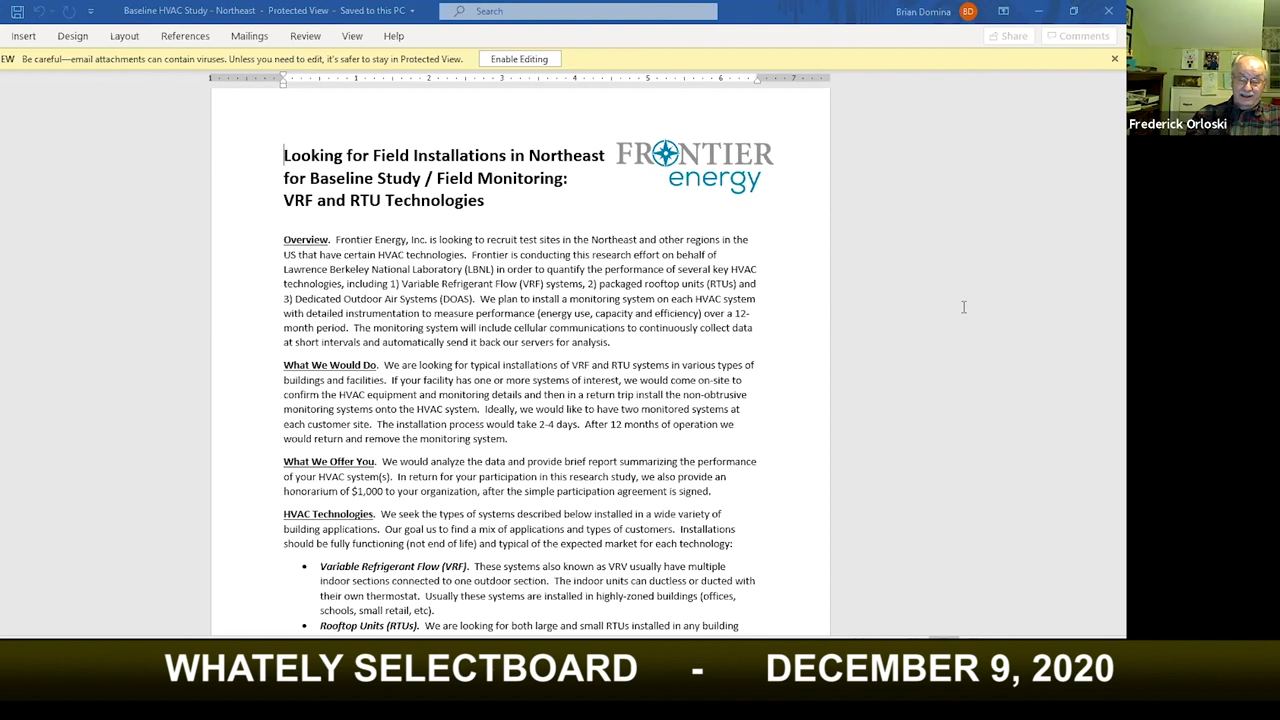 Baseline HVAC Study - Northeast  -  Protected View  -  Saved to this PC
Search
Brian Domina
BD
Insert Design Layout References Mailings Review View Help
Share Comments
EW Be careful—email attachments can contain viruses. Unless you need to edit, it's safer to stay in Protected View.
Enable Editing
1 1 2 3 4 5 6 7
Looking for Field Installations in Northeast
for Baseline Study / Field Monitoring:
VRF and RTU Technologies
FRONTIER
energy
Overview. Frontier Energy, Inc. is looking to recruit test sites in the Northeast and other regions in the
US that have certain HVAC technologies. Frontier is conducting this research effort on behalf of
Lawrence Berkeley National Laboratory (LBNL) in order to quantify the performance of several key HVAC
technologies, including 1) Variable Refrigerant Flow (VRF) systems, 2) packaged rooftop units (RTUs) and
3) Dedicated Outdoor Air Systems (DOAS). We plan to install a monitoring system on each HVAC system
with detailed instrumentation to measure performance (energy use, capacity and efficiency) over a 12-
month period. The monitoring system will include cellular communications to continuously collect data
at short intervals and automatically send it back our servers for analysis.
What We Would Do. We are looking for typical installations of VRF and RTU systems in various types of
buildings and facilities. If your facility has one or more systems of interest, we would come on-site to
confirm the HVAC equipment and monitoring details and then in a return trip install the non-obtrusive
monitoring systems onto the HVAC system. Ideally, we would like to have two monitored systems at
each customer site. The installation process would take 2-4 days. After 12 months of operation we
would return and remove the monitoring system.
What We Offer You. We would analyze the data and provide brief report summarizing the performance
of your HVAC system(s). In return for your participation in this research study, we also provide an
honorarium of $1,000 to your organization, after the simple participation agreement is signed.
HVAC Technologies. We seek the types of systems described below installed in a wide variety of
building applications. Our goal us to find a mix of applications and types of customers. Installations
should be fully functioning (not end of life) and typical of the expected market for each technology:
• Variable Refrigerant Flow (VRF). These systems also known as VRV usually have multiple
indoor sections connected to one outdoor section. The indoor units can ductless or ducted with
their own thermostat. Usually these systems are installed in highly-zoned buildings (offices,
schools, small retail, etc).
• Rooftop Units (RTUs). We are looking for both large and small RTUs installed in any building
Frederick Orloski
WHATELY SELECTBOARD - DECEMBER 9, 2020